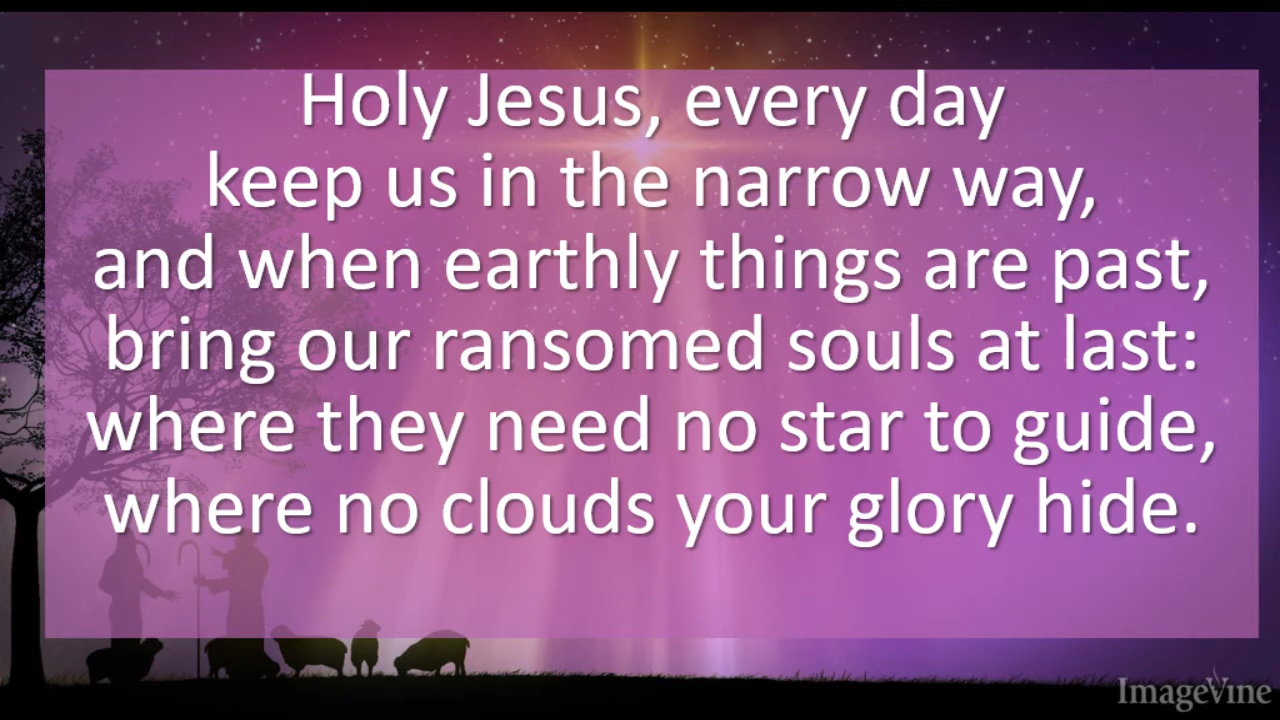 Holy Jesus, every day
keep us in the narrow way,
and when earthly things are past,
bring our ransomed souls at last:
where they need no star to guide,
where no clouds your glory hide.
ImageVine